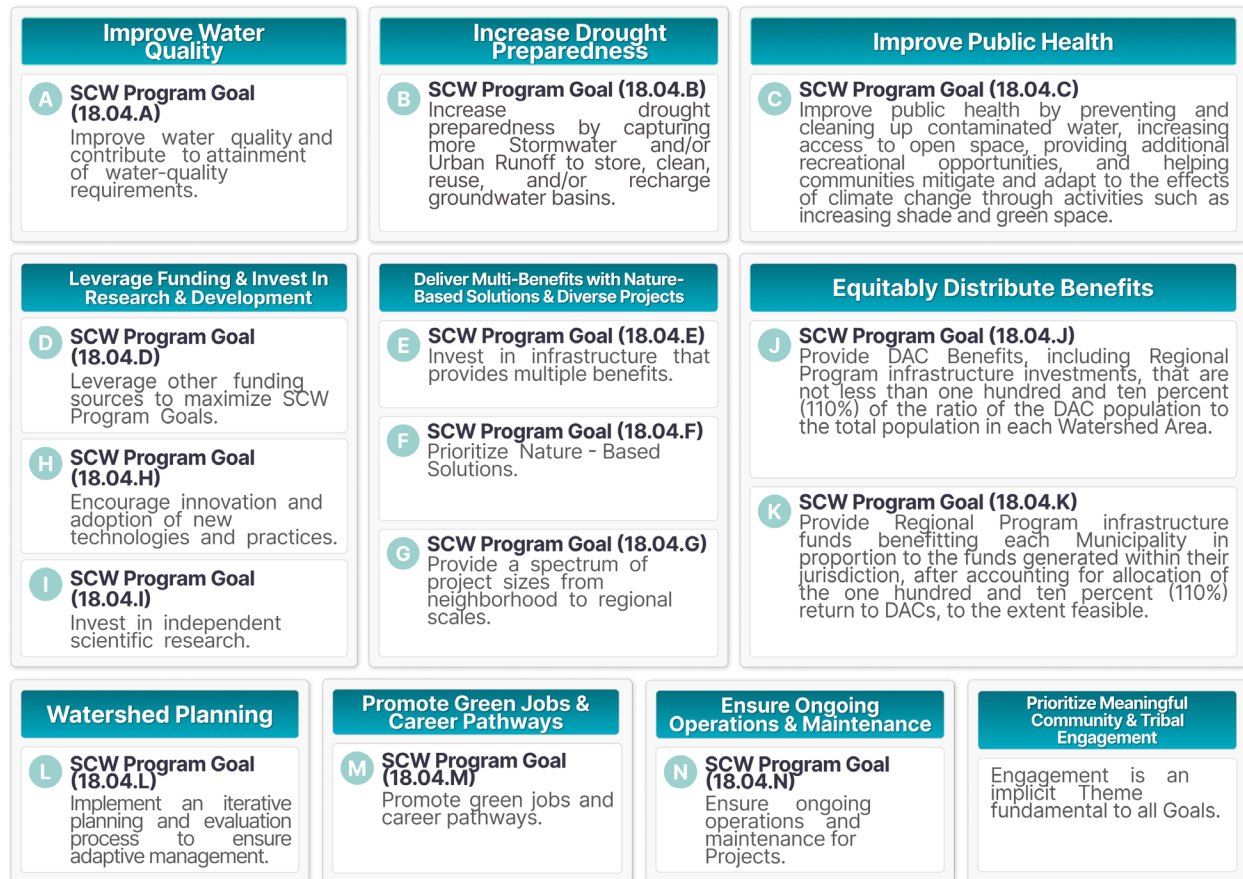 Improve Water
Quality
A
SCW Program Goal
(18.04.A)
Improve water quality and
contribute to attainment
of water-quality
requirements.
Increase Drought
Preparedness
B
SCW Program Goal (18.04.B)
Increase drought
preparedness by capturing
more Stormwater and/or
Urban Runoff to store, clean,
reuse, and/or recharge
groundwater basins.
Improve Public Health
C
SCW Program Goal (18.04.C)
Improve public health by preventing and
cleaning up contaminated water, increasing
access to open space, providing additional
recreational opportunities, and helping
communities mitigate and adapt to the effects
of climate change through activities such as
increasing shade and green space.
Leverage Funding & Invest In
Research & Development
D
SCW Program Goal
(18.04.D)
Leverage other funding
sources to maximize SCW
Program Goals.
H
SCW Program Goal
(18.04.H)
Encourage innovation and
adoption of new
technologies and practices.
I
SCW Program Goal
(18.04.I)
Invest in independent
scientific research.
Deliver Multi-Benefits with Nature-
Based Solutions & Diverse Projects
E
SCW Program Goal (18.04.E)
Invest in infrastructure that
provides multiple benefits.
F
SCW Program Goal (18.04.F)
Prioritize Nature - Based
Solutions.
G
SCW Program Goal (18.04.G)
Provide a spectrum of
project sizes from
neighborhood to regional
scales.
Equitably Distribute Benefits
J
SCW Program Goal (18.04.J)
Provide DAC Benefits, including Regional
Program infrastructure investments, that are
not less than one hundred and ten percent
(110%) of the ratio of the DAC population to
the total population in each Watershed Area.
K
SCW Program Goal (18.04.K)
Provide Regional Program infrastructure
funds benefitting each Municipality in
proportion to the funds generated within their
jurisdiction, after accounting for allocation of
the one hundred and ten percent (110%)
return to DACs, to the extent feasible.
Watershed Planning
L
SCW Program Goal
(18.04.L)
Implement an iterative
planning and evaluation
process to ensure
adaptive management.
Promote Green Jobs &
Career Pathways
M
SCW Program Goal
(18.04.M)
Promote green jobs and
career pathways.
Ensure Ongoing
Operations & Maintenance
N
SCW Program Goal
(18.04.N)
Ensure ongoing
operations and
maintenance for
Projects.
Prioritize Meaningful
Community & Tribal
Engagement
Engagement is an
implicit Theme
fundamental to all Goals.